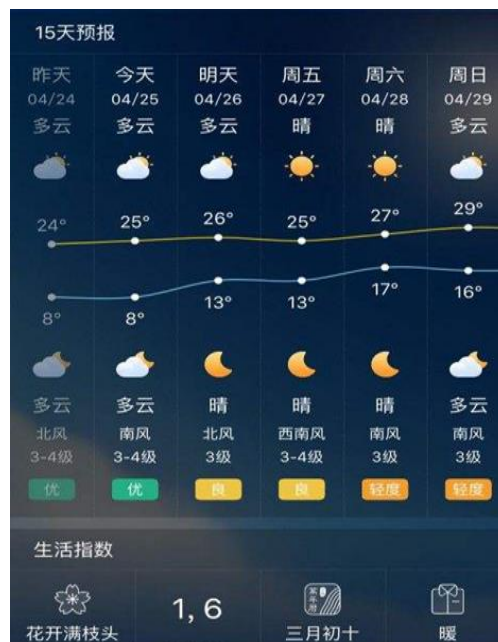 15天预报
昨天 今天 明天 周五 周六 周日
04/24 04/25 04/26 04/27 04/28 04/29
多云 多云 多云 晴 晴 多云
24° 25° 26° 25° 27° 29°
8° 8° 13° 13° 17° 16°
多云 多云 晴 晴 晴 多云
北风 南风 北风 西南风 南风 南风
3-4级 3-4级 3级 3-4级 3级 3级
优 优 良 良 轻度 轻度
生活指数
1, 6
花开满枝头 三月初十 暖